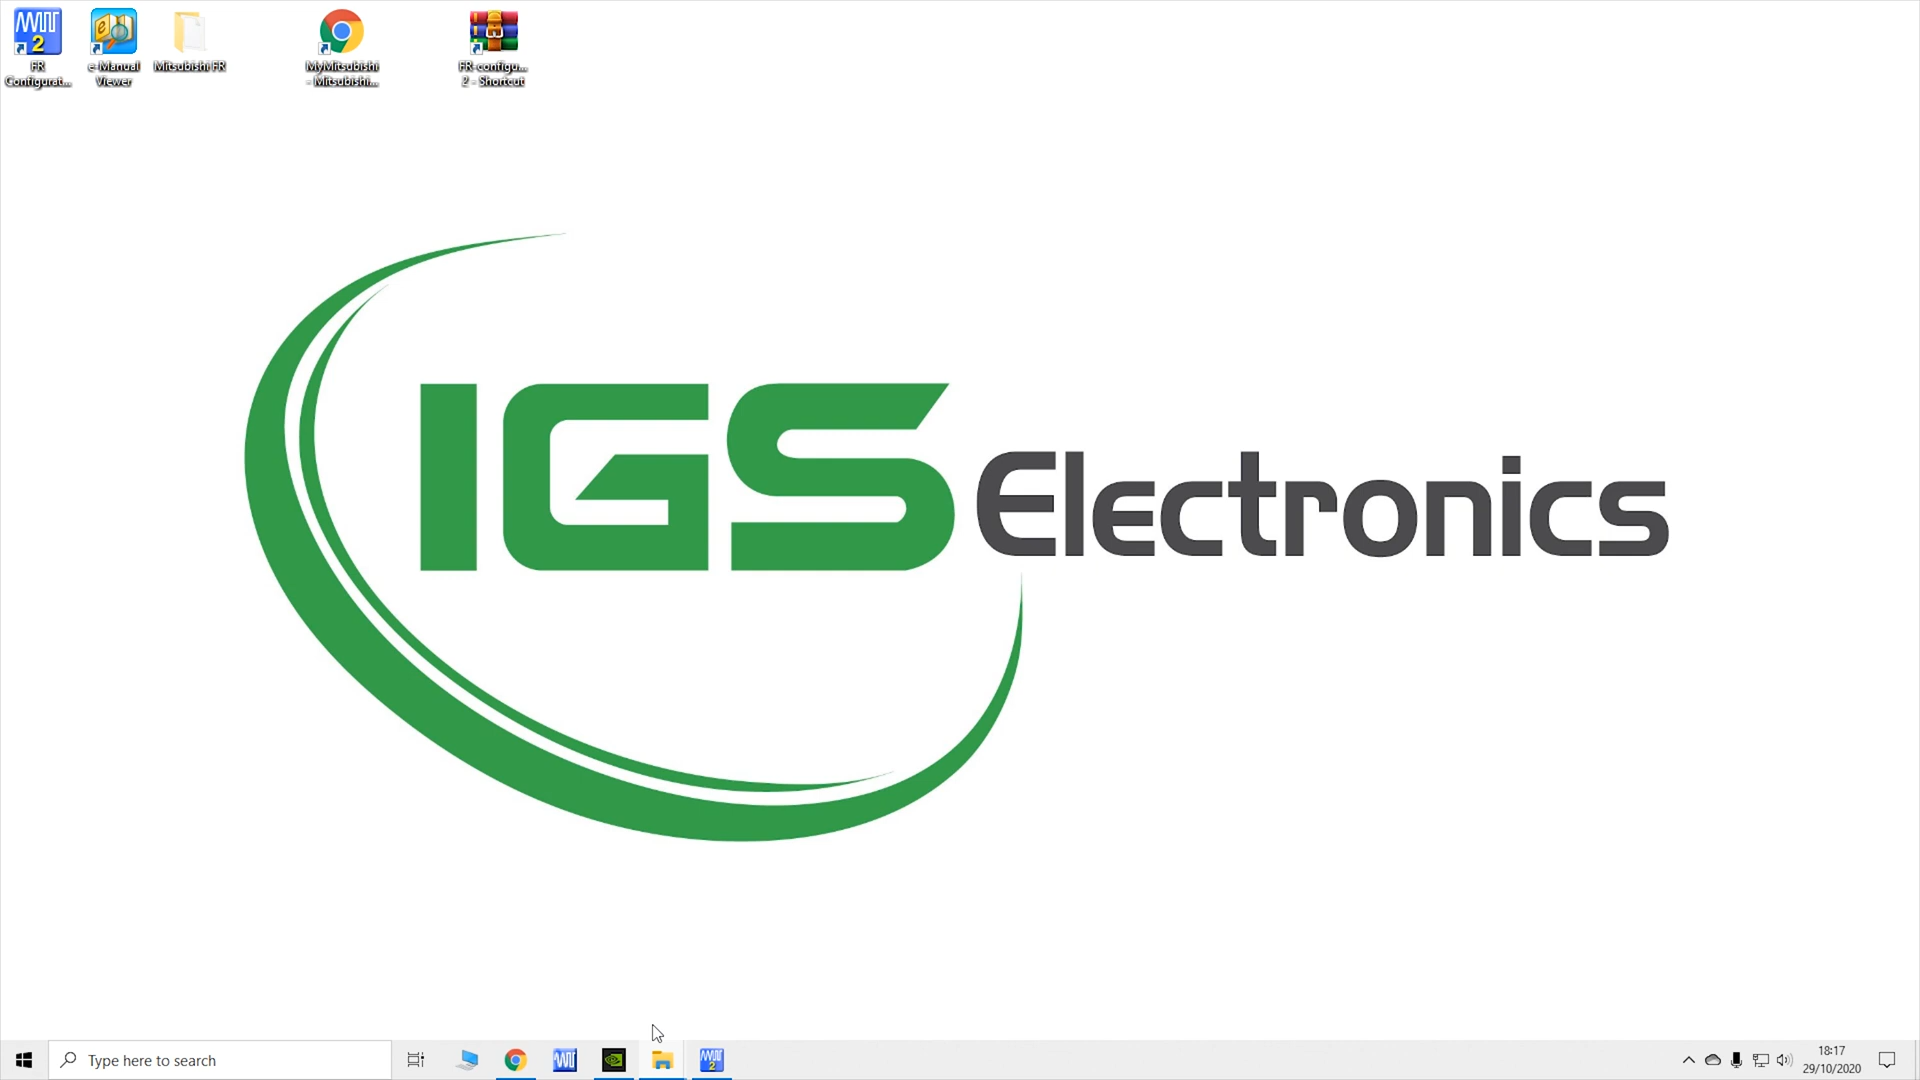 FR
Configurat...
e-Manual
Viewer
Mitsubishi FR
MyMitsubishi
- Mitsubishi...
FR-configu...
2 - Shortcut
IGS Electronics
Type here to search
18:17
29/10/2020